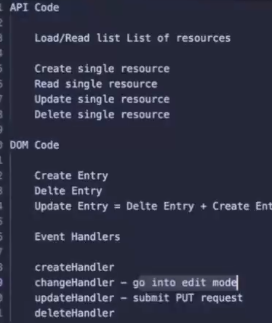 API Code
Load/Read list List of resources
Create single resource
Read single resource
Update single resource
Delete single resource
DOM Code
Create Entry
Delte Entry
Update Entry = Delte Entry + Create Ent
Event Handlers
createHandler
changeHandler - go into edit mode
updateHandler - submit PUT request
deleteHandler